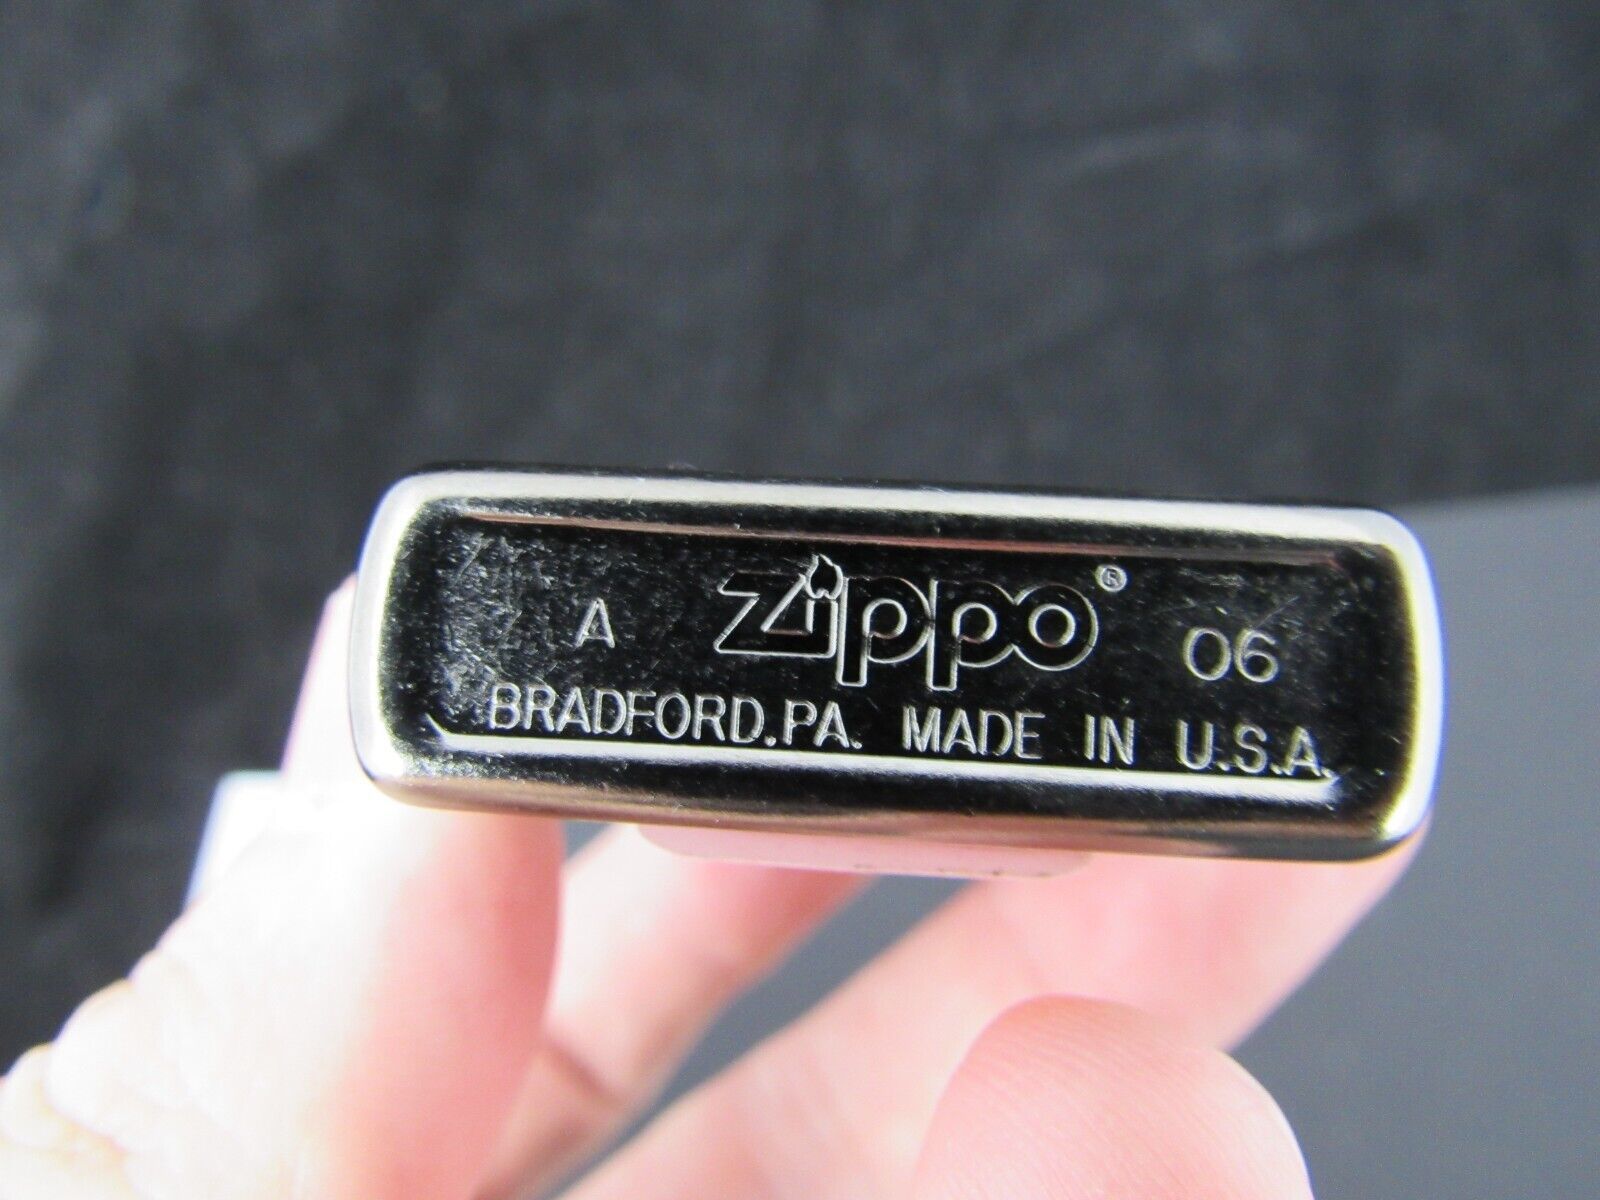 A Zippo® 06
BRADFORD.PA. MADE IN U.S.A.